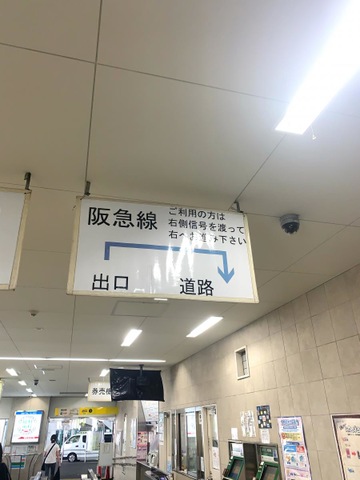 阪急線
ご利用の方は
右側信号を渡って
右へお進み下さい
出口
道路
券売機